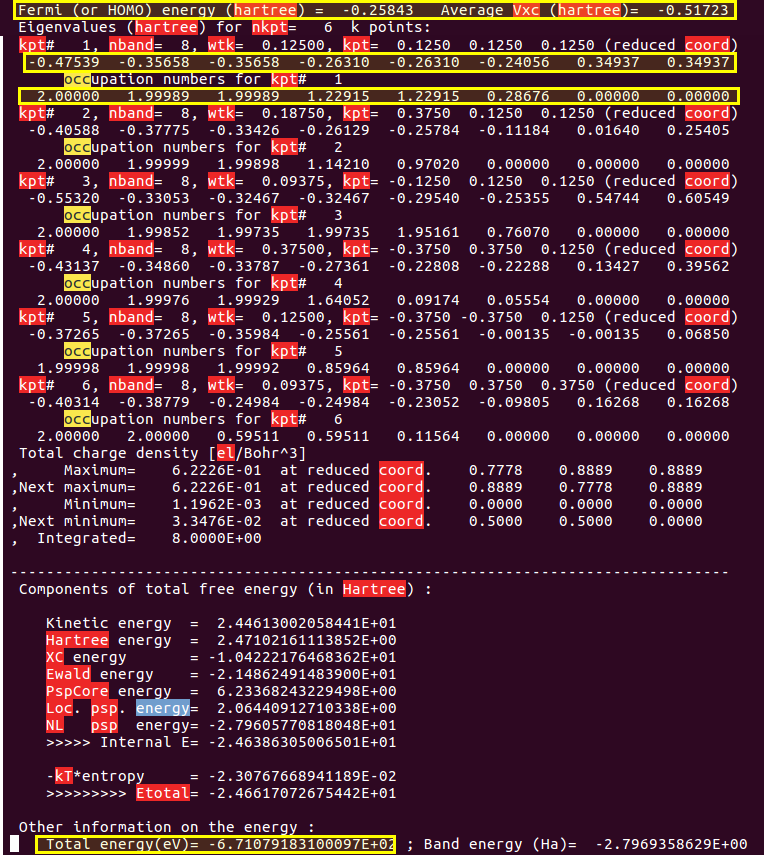 Fermi (or HOMO) energy (hartree) =  -0.25843   Average Vxc (hartree)=  -0.51723
Eigenvalues (hartree) for nkpt=   6  k points:
kpt#   1, nband=  8, wtk=  0.12500, kpt=  0.1250  0.1250  0.1250 (reduced coord)
-0.47539  -0.35658  -0.35658  -0.26310  -0.26310  -0.24056   0.34937   0.34937
occupation numbers for kpt#   1
2.00000   1.99989   1.99989   1.22915   1.22915   0.28676   0.00000   0.00000
kpt#   2, nband=  8, wtk=  0.18750, kpt=  0.3750  0.1250  0.1250 (reduced coord)
-0.40588  -0.37775  -0.33426  -0.26129  -0.25784  -0.11184   0.01640   0.25405
occupation numbers for kpt#   2
2.00000   1.99999   1.99898   1.14210   0.97020   0.00000   0.00000   0.00000
kpt#   3, nband=  8, wtk=  0.09375, kpt= -0.1250  0.1250  0.1250 (reduced coord)
-0.55320  -0.33053  -0.32467  -0.32467  -0.29540  -0.25355   0.54744   0.60549
occupation numbers for kpt#   3
2.00000   1.99852   1.99735   1.99735   1.95161   0.76070   0.00000   0.00000
kpt#   4, nband=  8, wtk=  0.37500, kpt= -0.3750  0.3750  0.1250 (reduced coord)
-0.43137  -0.34860  -0.33787  -0.27361  -0.22808  -0.22288   0.13427   0.39562
occupation numbers for kpt#   4
2.00000   1.99976   1.99929   1.64052   0.09174   0.05554   0.00000   0.00000
kpt#   5, nband=  8, wtk=  0.12500, kpt= -0.3750 -0.3750  0.1250 (reduced coord)
-0.37265  -0.37265  -0.35984  -0.25561  -0.25561  -0.00135  -0.00135   0.06850
occupation numbers for kpt#   5
1.99998   1.99998   1.99992   0.85964   0.85964   0.00000   0.00000   0.00000
kpt#   6, nband=  8, wtk=  0.09375, kpt= -0.3750  0.3750  0.3750 (reduced coord)
-0.40314  -0.38779  -0.24984  -0.24984  -0.23052  -0.09805   0.16268   0.16268
occupation numbers for kpt#   6
2.00000   2.00000   0.59511   0.59511   0.11564   0.00000   0.00000   0.00000
Total charge density [el/Bohr^3]
,     Maximum=    6.2226E-01  at reduced coord.    0.7778    0.8889    0.8889
,Next maximum=    6.2226E-01  at reduced coord.    0.8889    0.7778    0.8889
,     Minimum=    1.1962E-03  at reduced coord.    0.0000    0.0000    0.0000
,Next minimum=    3.3476E-02  at reduced coord.    0.5000    0.5000    0.0000
,  Integrated=    8.0000E+00
--------------------------------------------------------------------------------
Components of total free energy (in Hartree) :
Kinetic energy  =  2.44613002058441E+01
Hartree energy  =  2.47102161113852E+00
XC energy       = -1.04222176468362E+01
Ewald energy    = -2.14862491483900E+01
PspCore energy  =  6.23368243229498E+00
Loc. psp. energy=  2.06440912710338E+00
NL   psp  energy= -2.79605770818048E+01
>>>>> Internal E= -2.46386305006501E+01
-kT*entropy     = -2.30767668941189E-02
>>>>>>>>> Etotal= -2.46617072675442E+01
Other information on the energy :
Total energy(eV)= -6.71079183100097E+02 ; Band energy (Ha)=  -2.7969358629E+00